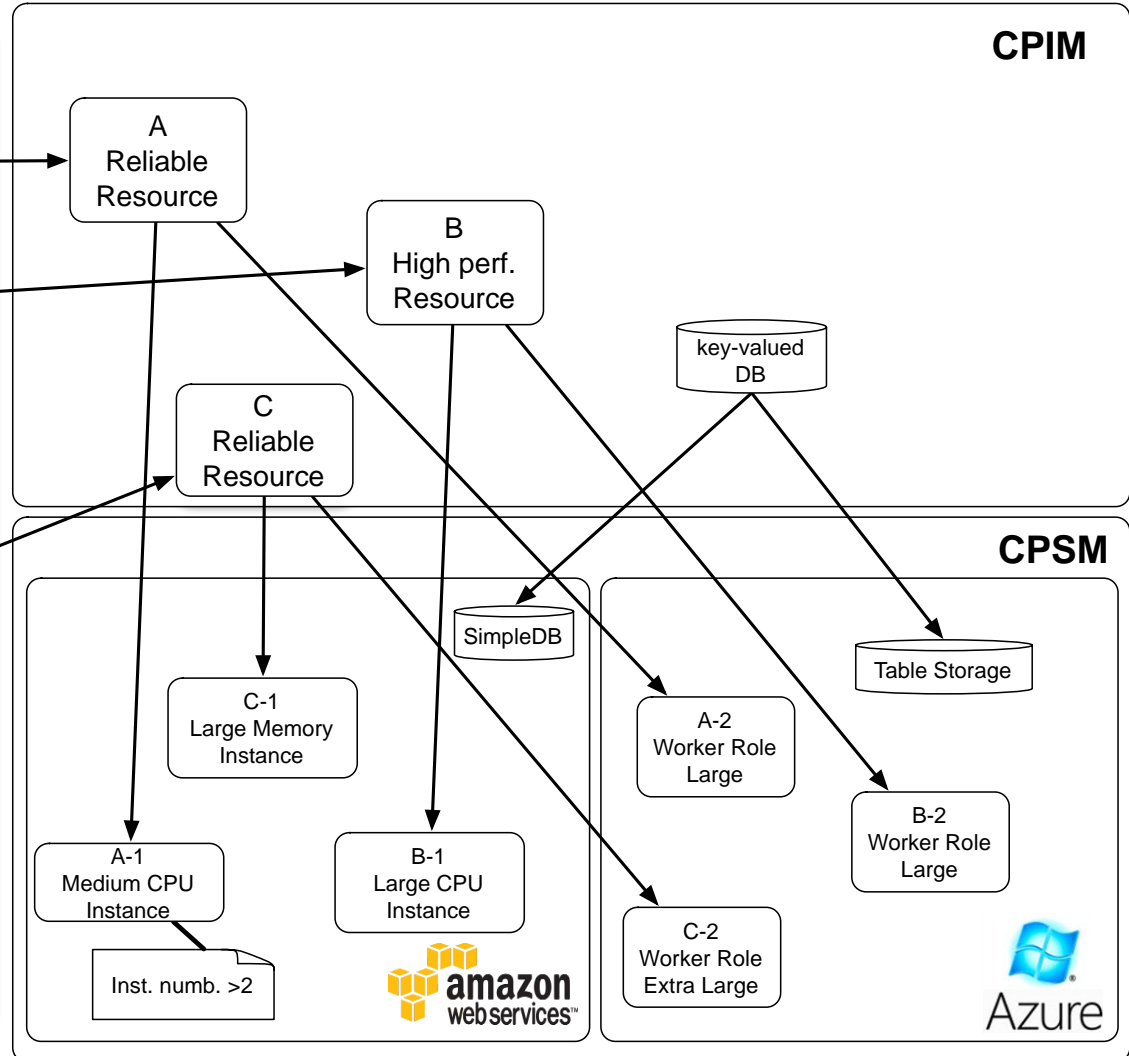 CPIM
A
Reliable
Resource
B
High perf.
Resource
key-valued
DB
C
Reliable
Resource
CPSM
SimpleDB
Table Storage
C-1
Large Memory
Instance
A-2
Worker Role
Large
B-2
Worker Role
Large
A-1
Medium CPU
Instance
B-1
Large CPU
Instance
C-2
Worker Role
Extra Large
Inst. numb. >2
amazon
web services™
Azure